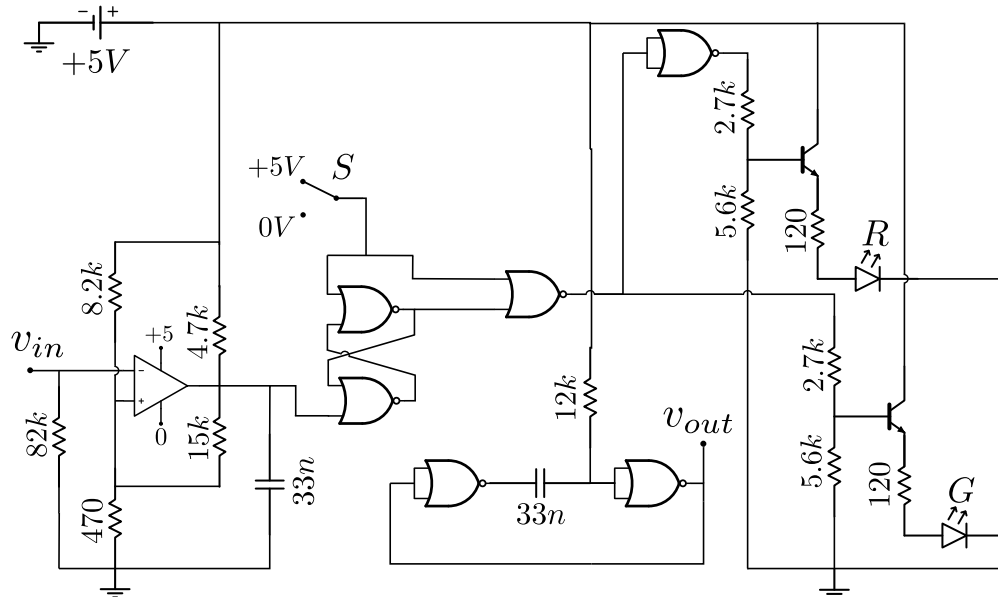 - +
+5V
+5V
S
0V
8.2k
4.7k
+5
v_in
-
+
0
82k
15k
470
33n
12k
33n
v_out
2.7k
5.6k
120
R
2.7k
5.6k
120
G